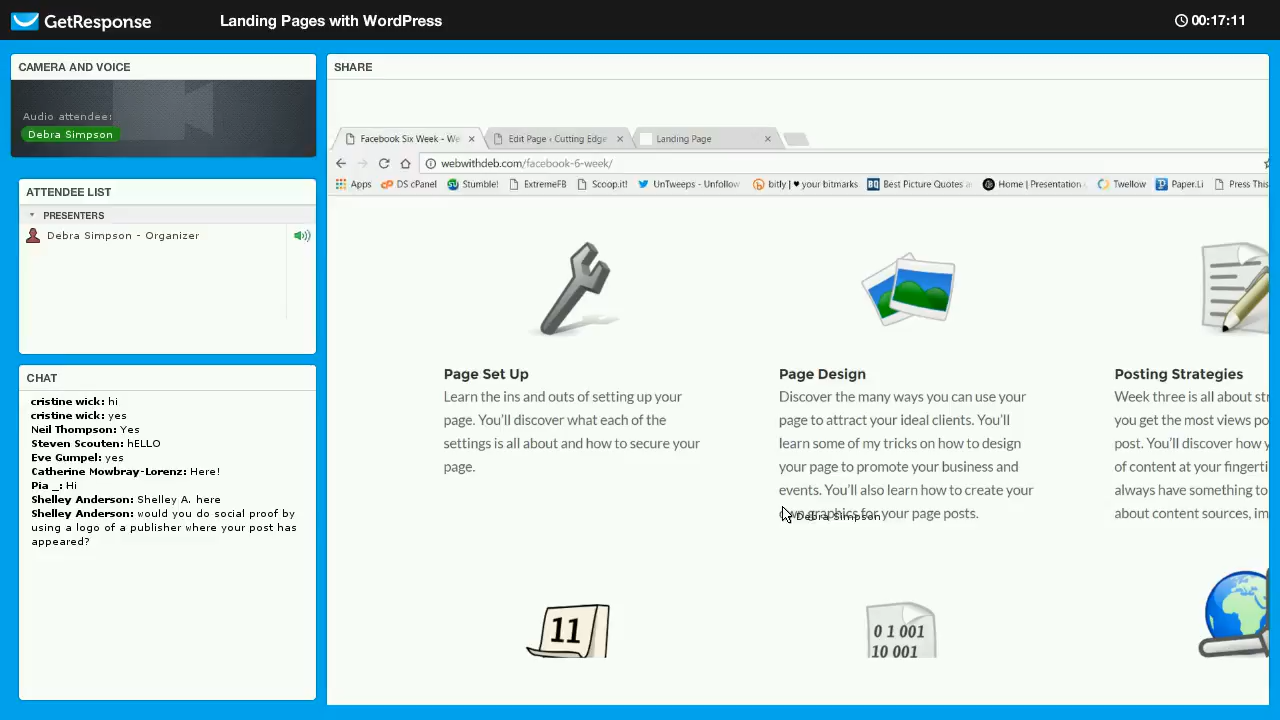 GetResponse
Landing Pages with WordPress
00:17:11
CAMERA AND VOICE
Audio attendee:
Debra Simpson
ATTENDEE LIST
PRESENTERS
Debra Simpson - Organizer
CHAT
cristine wick: hi
cristine wick: yes
Neil Thompson: Yes
Steven Scouten: hELLO
Eve Gumpel: yes
Catherine Mowbray-Lorenz: Here!
Pia _: Hi
Shelley Anderson: Shelley A. here
Shelley Anderson: would you do social proof by
using a logo of a publisher where your post has
appeared?
SHARE
Facebook Six Week - We
Edit Page ‹ Cutting Edge
Landing Page
webwithdeb.com/facebook-6-week/
Apps
DS cPanel
Stumble!
ExtremeFB
Scoop.it!
UnTweeps - Unfollow
bitly | ♥ your bitmarks
BQ Best Picture Quotes a
Home | Presentation
Twellow
Paper.Li
Press This
Page Set Up
Learn the ins and outs of setting up your
page. You'll discover what each of the
settings is all about and how to secure your
page.
Page Design
Discover the many ways you can use your
page to attract your ideal clients. You'll
learn some of my tricks on how to design
your page to promote your business and
events. You'll also learn how to create your
own graphics for your page posts.
Debra Simpson
Posting Strategies
Week three is all about st
you get the most views po
post. You'll discover how y
of content at your fingerti
always have something to
about content sources, im
11
0 1 001
10 001